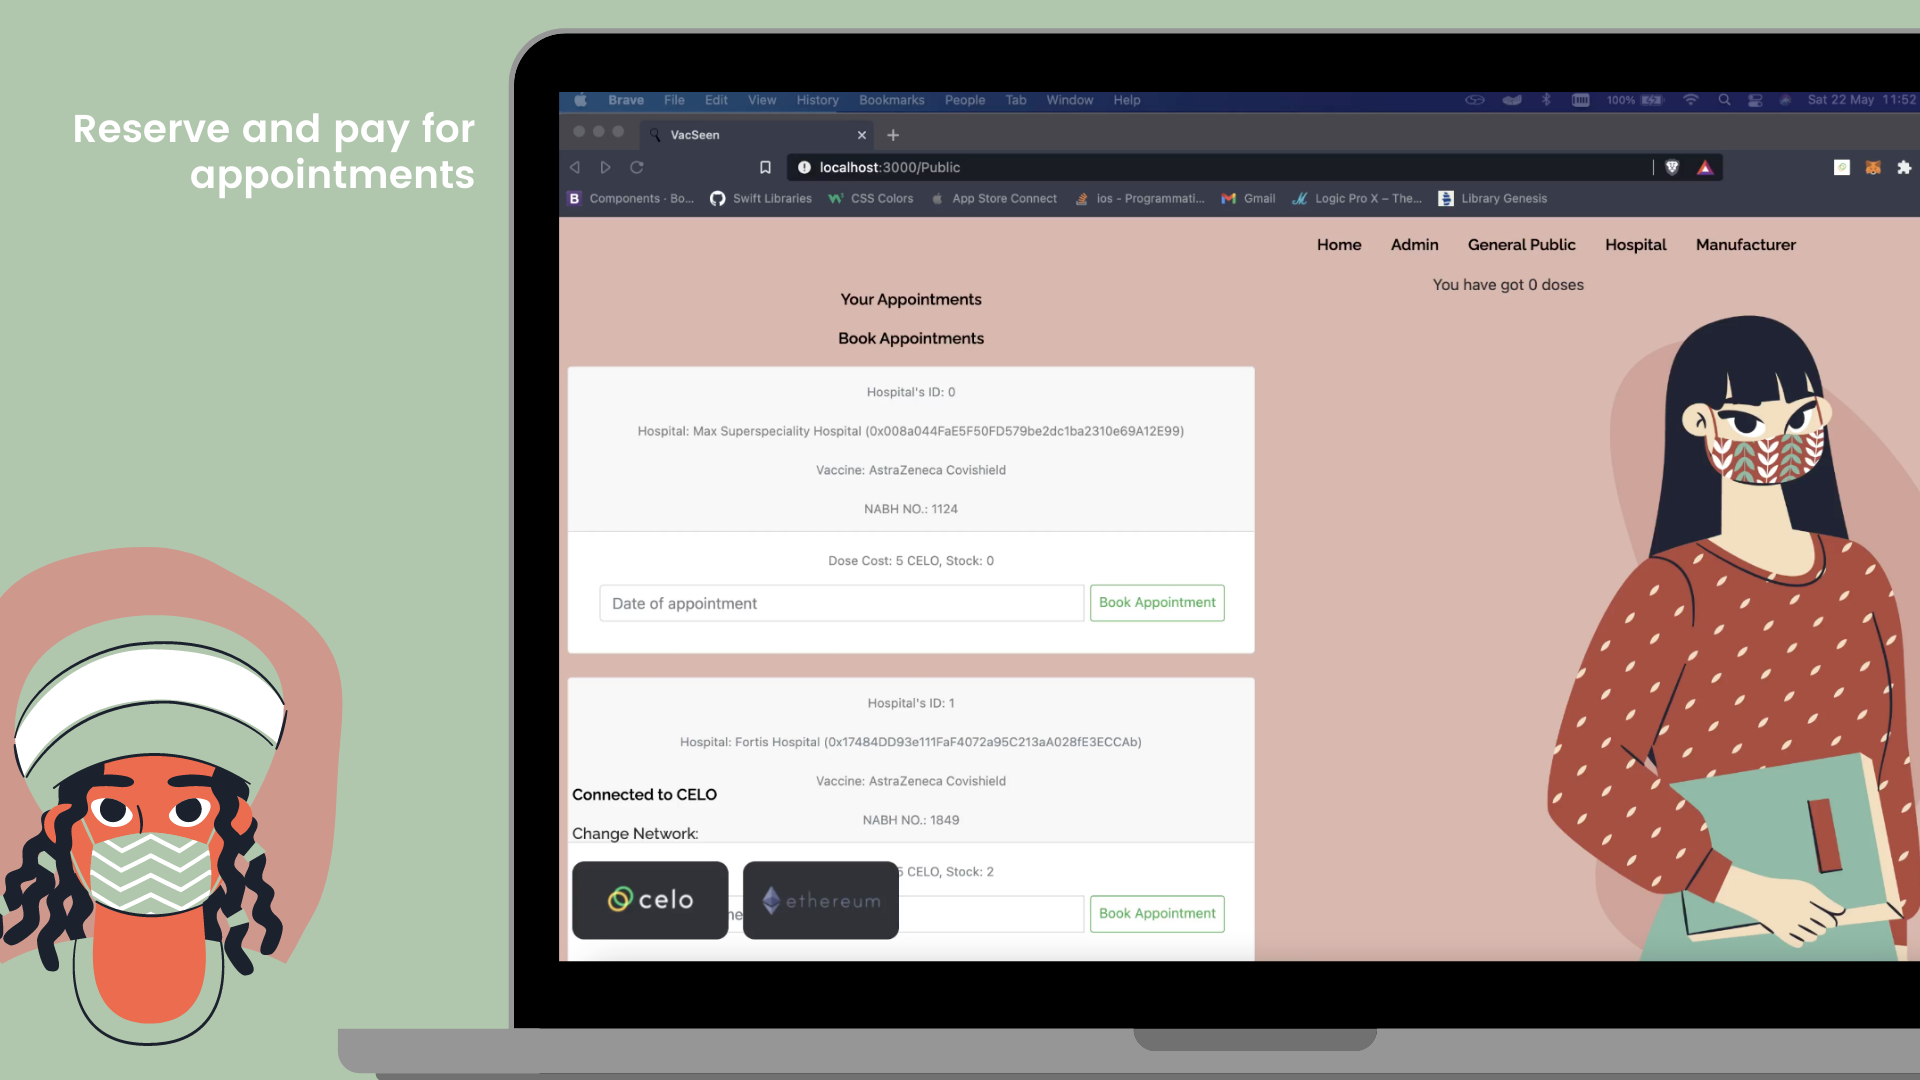 Reserve and pay for
appointments
Brave File Edit View History Bookmarks People Tab Window Help 100% Sat 22 May 11:52
VacSeen
localhost:3000/Public
B Components · Bo... Swift Libraries CSS Colors App Store Connect ios - Programmati... Gmail Logic Pro X – The... Library Genesis
Home Admin General Public Hospital Manufacturer
You have got 0 doses
Your Appointments
Book Appointments
Hospital's ID: 0
Hospital: Max Superspeciality Hospital (0x008a044FaE5F50FD579be2dc1ba2310e69A12E99)
Vaccine: AstraZeneca Covishield
NABH NO.: 1124
Dose Cost: 5 CELO, Stock: 0
Date of appointment Book Appointment
Hospital's ID: 1
Hospital: Fortis Hospital (0x17484DD93e111FaF4072a95C213aA028fE3ECCAb)
Vaccine: AstraZeneca Covishield
Connected to CELO
NABH NO.: 1849
Change Network:
CELO, Stock: 2
celo ethereum Book Appointment